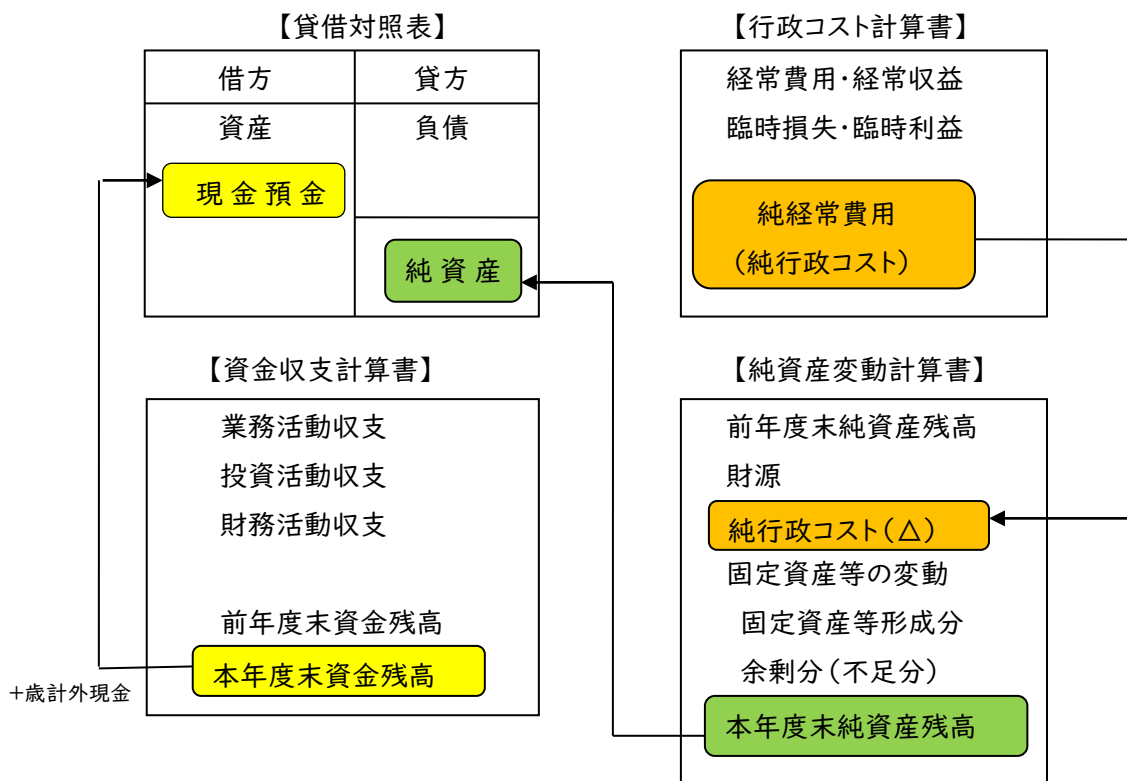 【貸借対照表】
借方
貸方
資産
負債
現金預金
純資産
【行政コスト計算書】
経常費用・経常収益
臨時損失・臨時利益
純経常費用
(純行政コスト)
【資金収支計算書】
業務活動収支
投資活動収支
財務活動収支
前年度末資金残高
本年度末資金残高
+歳計外現金
【純資産変動計算書】
前年度末純資産残高
財源
純行政コスト(△)
固定資産等の変動
固定資産等形成分
余剰分(不足分)
本年度末純資産残高